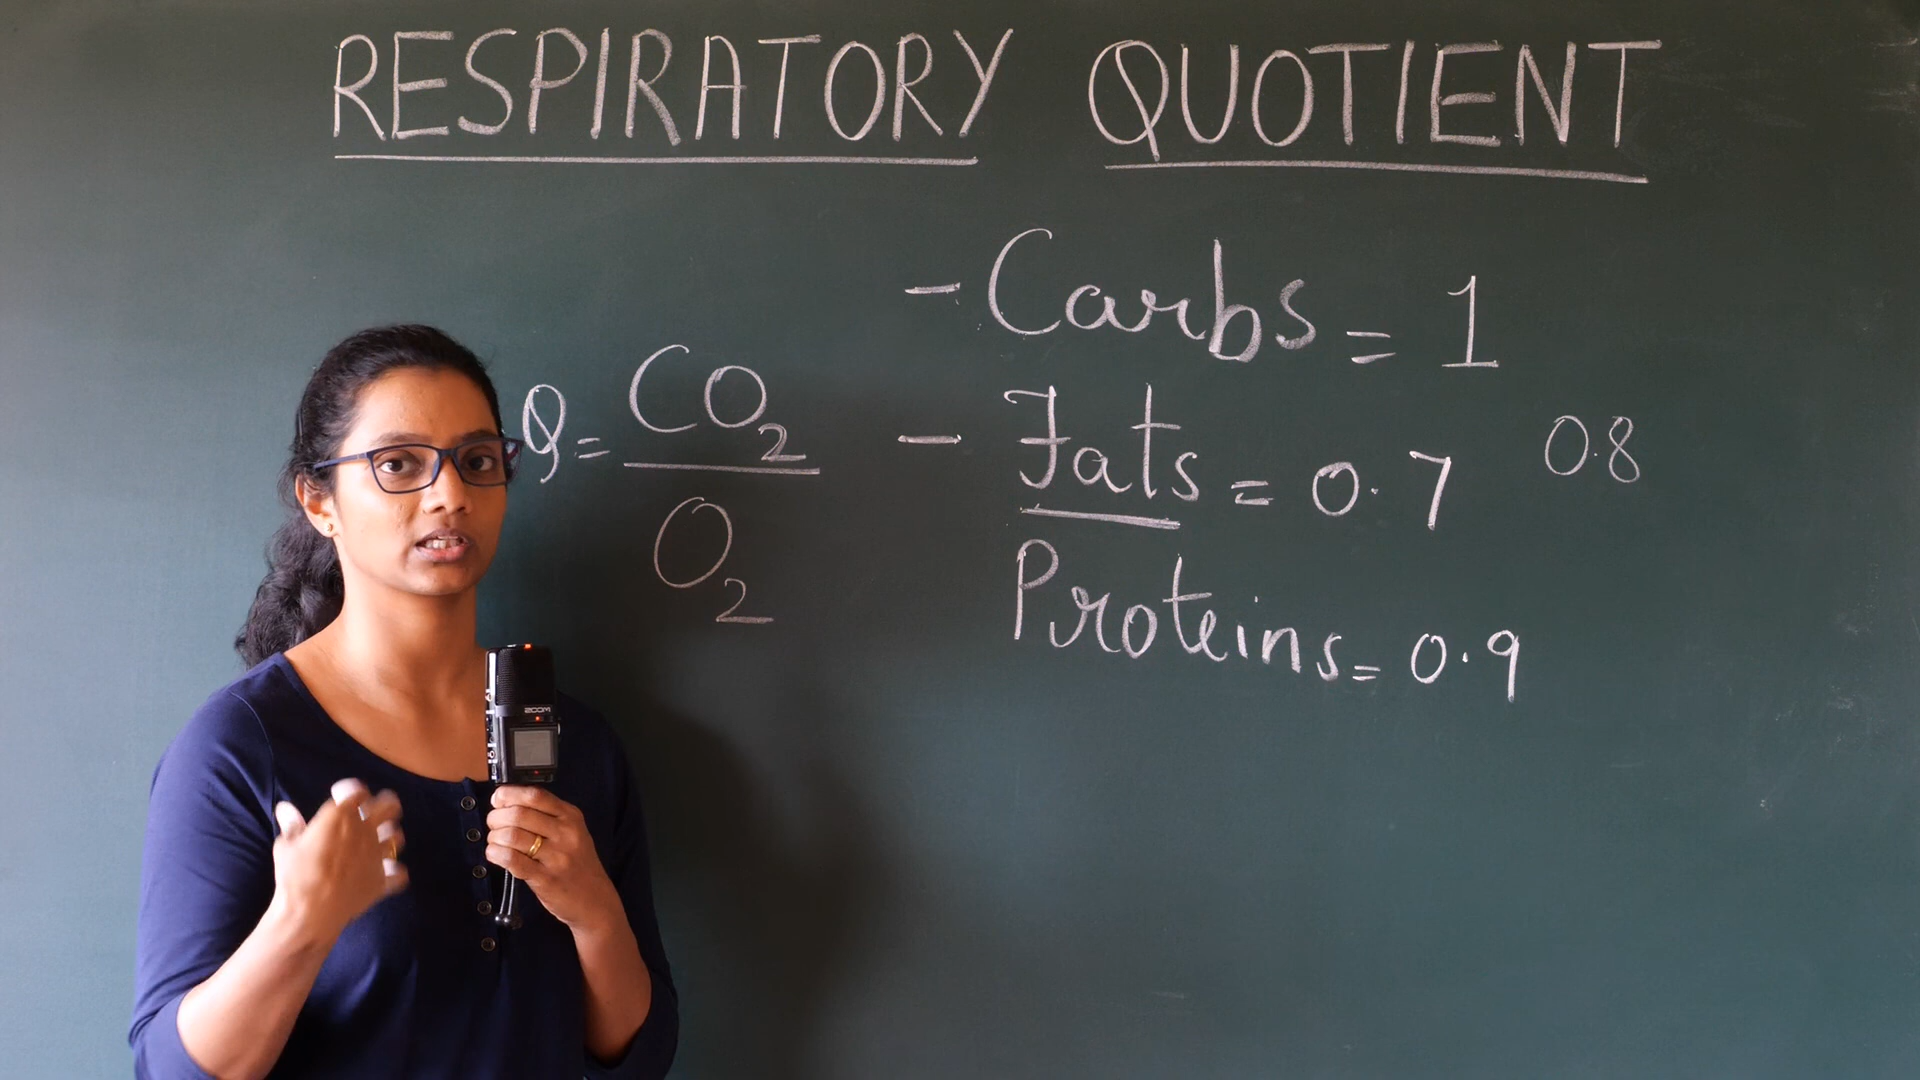 RESPIRATORY QUOTIENT
Q = CO₂
O₂
- Carbs = 1
- Fats = 0.7
0.8
Proteins = 0.9
ZOOM